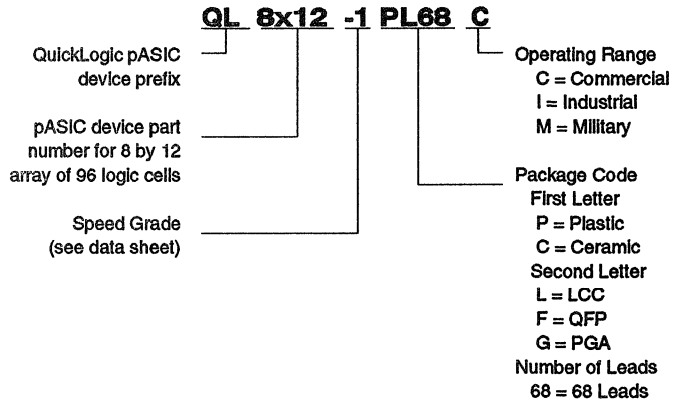 QL 8x12 -1 PL68 C
QuickLogic pASIC
device prefix
pASIC device part
number for 8 by 12
array of 96 logic cells
Speed Grade
(see data sheet)
Operating Range
C = Commercial
I = Industrial
M = Military
Package Code
First Letter
P = Plastic
C = Ceramic
Second Letter
L = LCC
F = QFP
G = PGA
Number of Leads
68 = 68 Leads